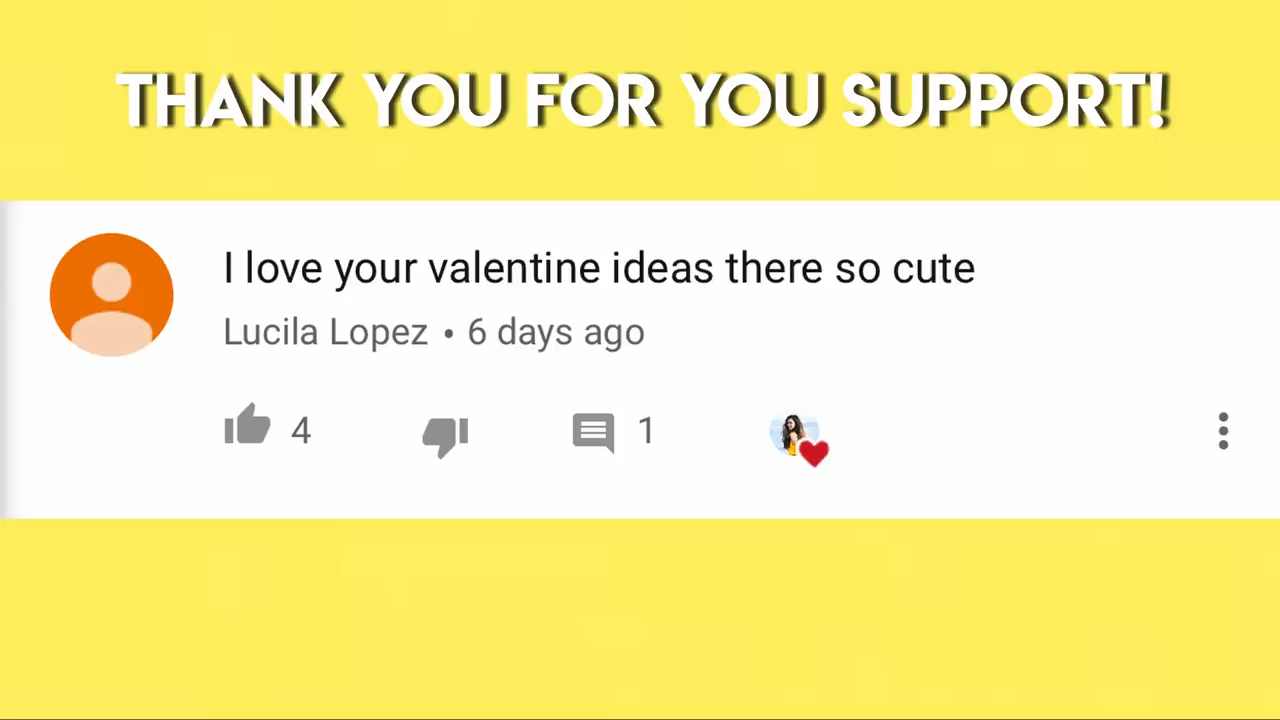 THANK YOU FOR YOU SUPPORT!
I love your valentine ideas there so cute
Lucila Lopez • 6 days ago
4 1